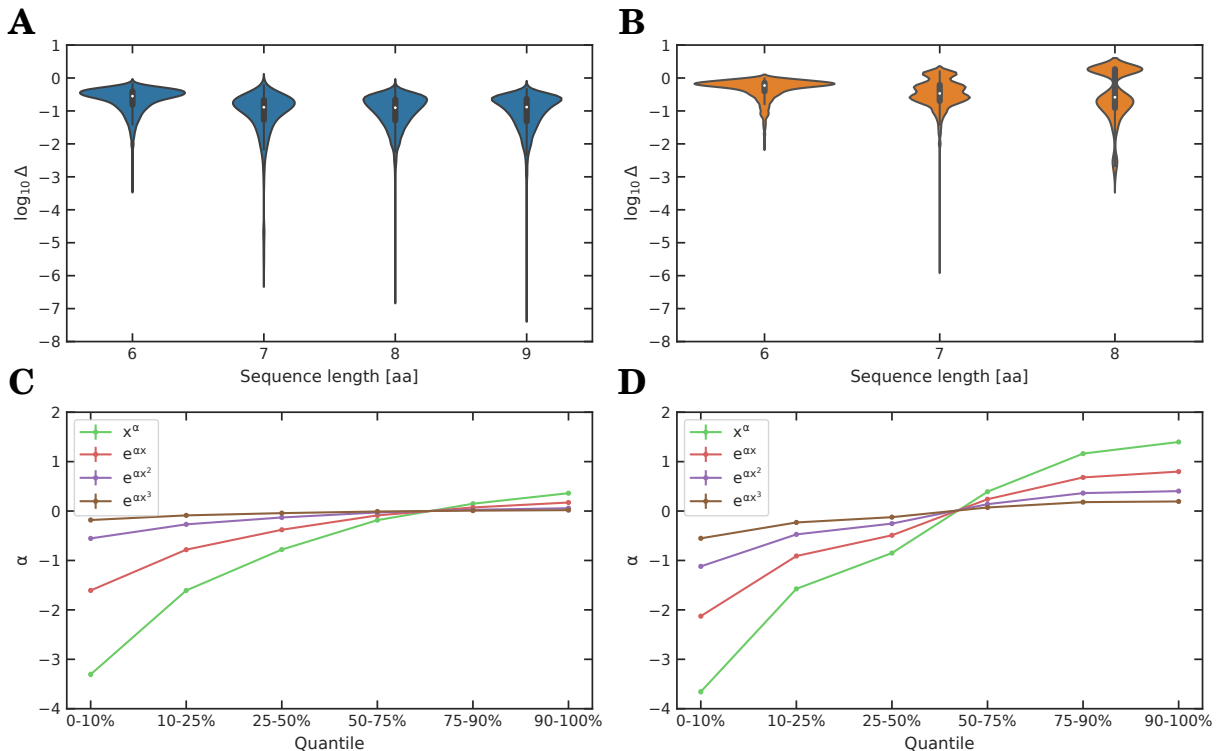 A
B
1
0
−1
−2
−3
−4
−5
−6
−7
−8
log₁₀ Δ
6
7
8
9
Sequence length [aa]
1
0
−1
−2
−3
−4
−5
−6
−7
−8
log₁₀ Δ
6
7
8
Sequence length [aa]
C
D
2
1
0
−1
−2
−3
−4
α
x^α
e^αx
e^αx²
e^αx³
0-10%
10-25%
25-50%
50-75%
75-90%
90-100%
Quantile
2
1
0
−1
−2
−3
−4
α
x^α
e^αx
e^αx²
e^αx³
0-10%
10-25%
25-50%
50-75%
75-90%
90-100%
Quantile